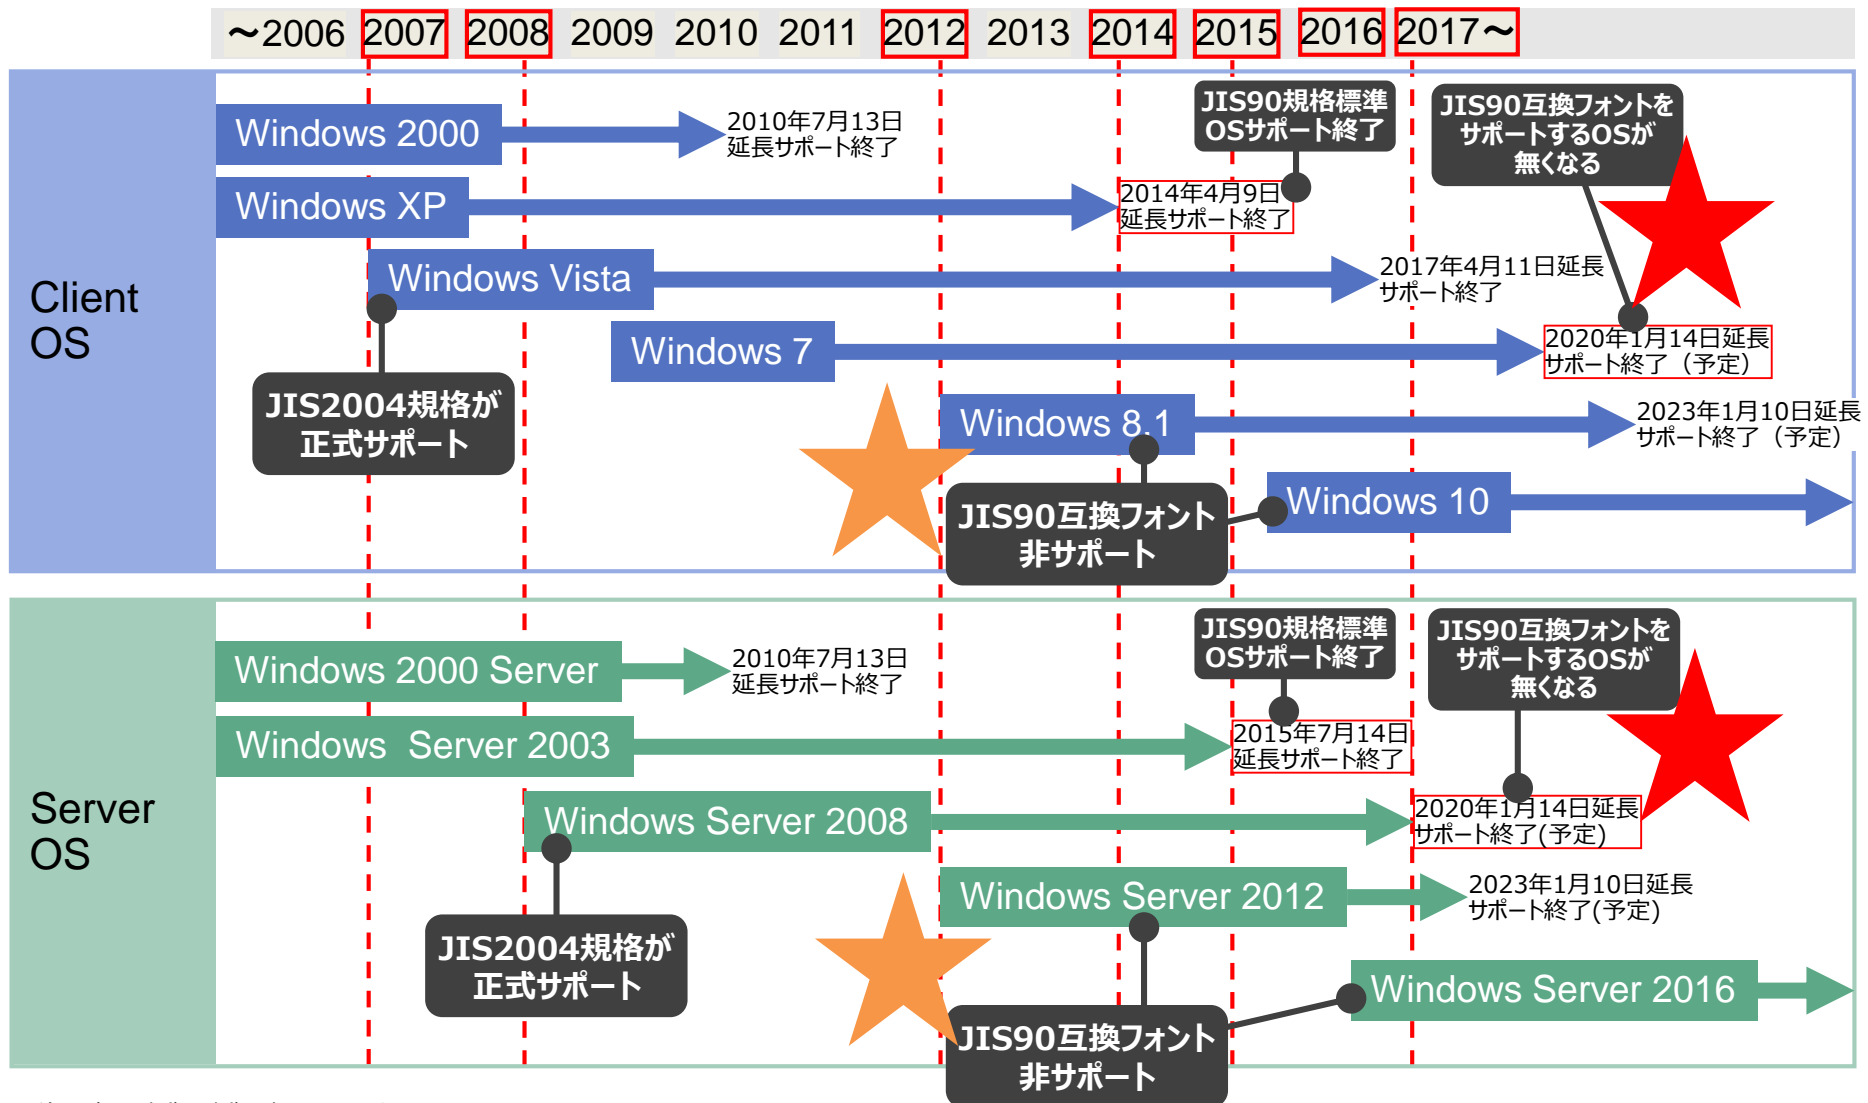 ～2006 2007 2008 2009 2010 2011 2012 2013 2014 2015 2016 2017～
Client
OS
Windows 2000
2010年7月13日
延長サポート終了
JIS90規格標準
OSサポート終了
JIS90互換フォントを
サポートするOSが
無くなる
Windows XP
2014年4月9日
延長サポート終了
Windows Vista
2017年4月11日延長
サポート終了
Windows 7
2020年1月14日延長
サポート終了（予定）
JIS2004規格が
正式サポート
Windows 8.1
2023年1月10日延長
サポート終了（予定）
JIS90互換フォント
非サポート
Windows 10
Server
OS
Windows 2000 Server
2010年7月13日
延長サポート終了
JIS90規格標準
OSサポート終了
JIS90互換フォントを
サポートするOSが
無くなる
Windows Server 2003
2015年7月14日
延長サポート終了
Windows Server 2008
2020年1月14日延長
サポート終了(予定)
JIS2004規格が
正式サポート
Windows Server 2012
2023年1月10日延長
サポート終了(予定)
Windows Server 2016
JIS90互換フォント
非サポート